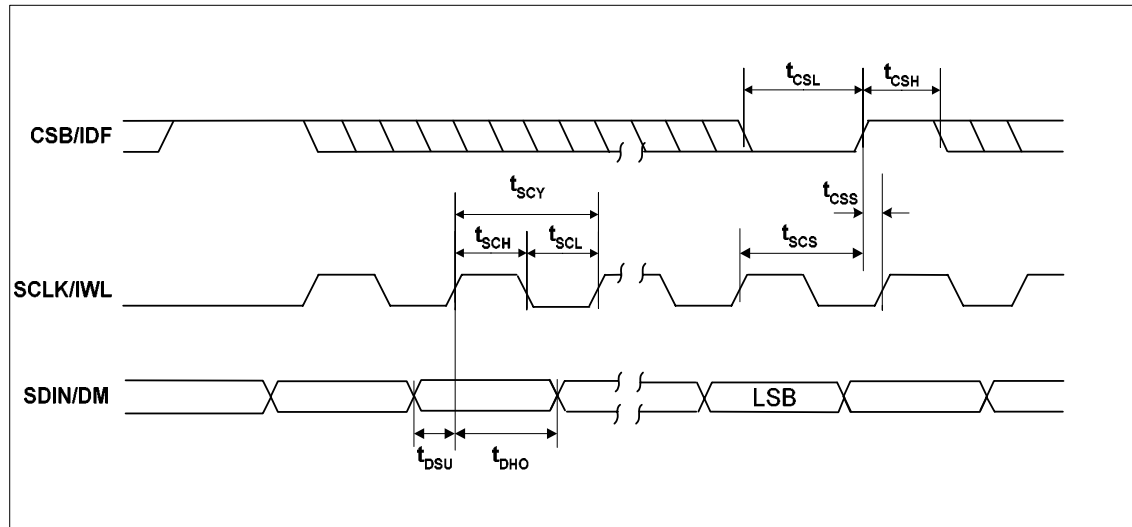 tCSL
tCSH
CSB/IDF
tSCY
tCSS
tSCH
tSCL
tSCS
SCLK/IWL
SDIN/DM
LSB
tDSU
tDHO